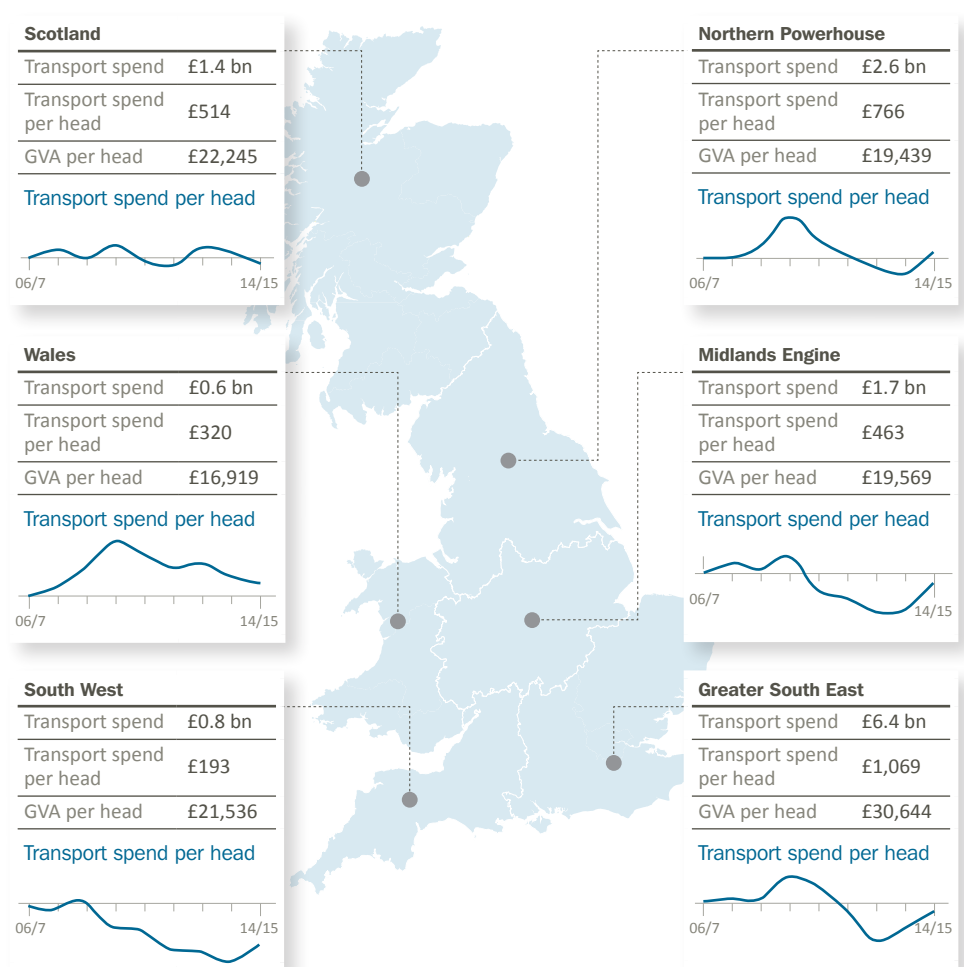 Scotland
Transport spend £1.4 bn
Transport spend
per head
£514
GVA per head £22,245
Transport spend per head
06/7 14/15
Northern Powerhouse
Transport spend £2.6 bn
Transport spend
per head
£766
GVA per head £19,439
Transport spend per head
06/7 14/15
Wales
Transport spend £0.6 bn
Transport spend
per head
£320
GVA per head £16,919
Transport spend per head
06/7 14/15
Midlands Engine
Transport spend £1.7 bn
Transport spend
per head
£463
GVA per head £19,569
Transport spend per head
06/7 14/15
South West
Transport spend £0.8 bn
Transport spend
per head
£193
GVA per head £21,536
Transport spend per head
06/7 14/15
Greater South East
Transport spend £6.4 bn
Transport spend
per head
£1,069
GVA per head £30,644
Transport spend per head
06/7 14/15